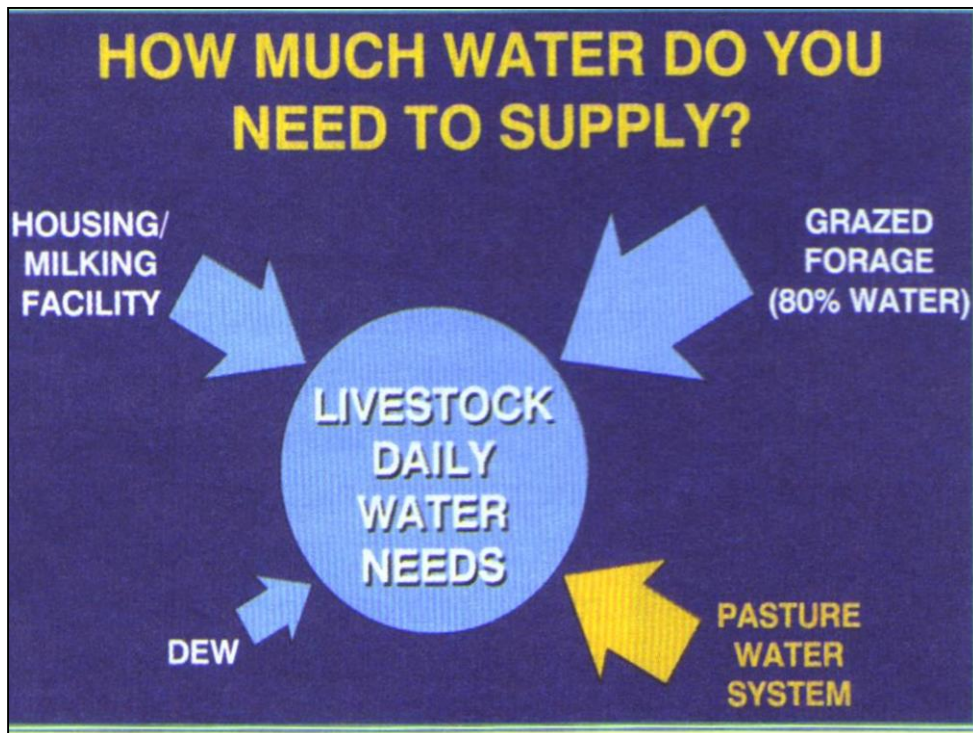 HOW MUCH WATER DO YOU
NEED TO SUPPLY?
HOUSING/
MILKING
FACILITY
GRAZED
FORAGE
(80% WATER)
LIVESTOCK
DAILY
WATER
NEEDS
DEW
PASTURE
WATER
SYSTEM